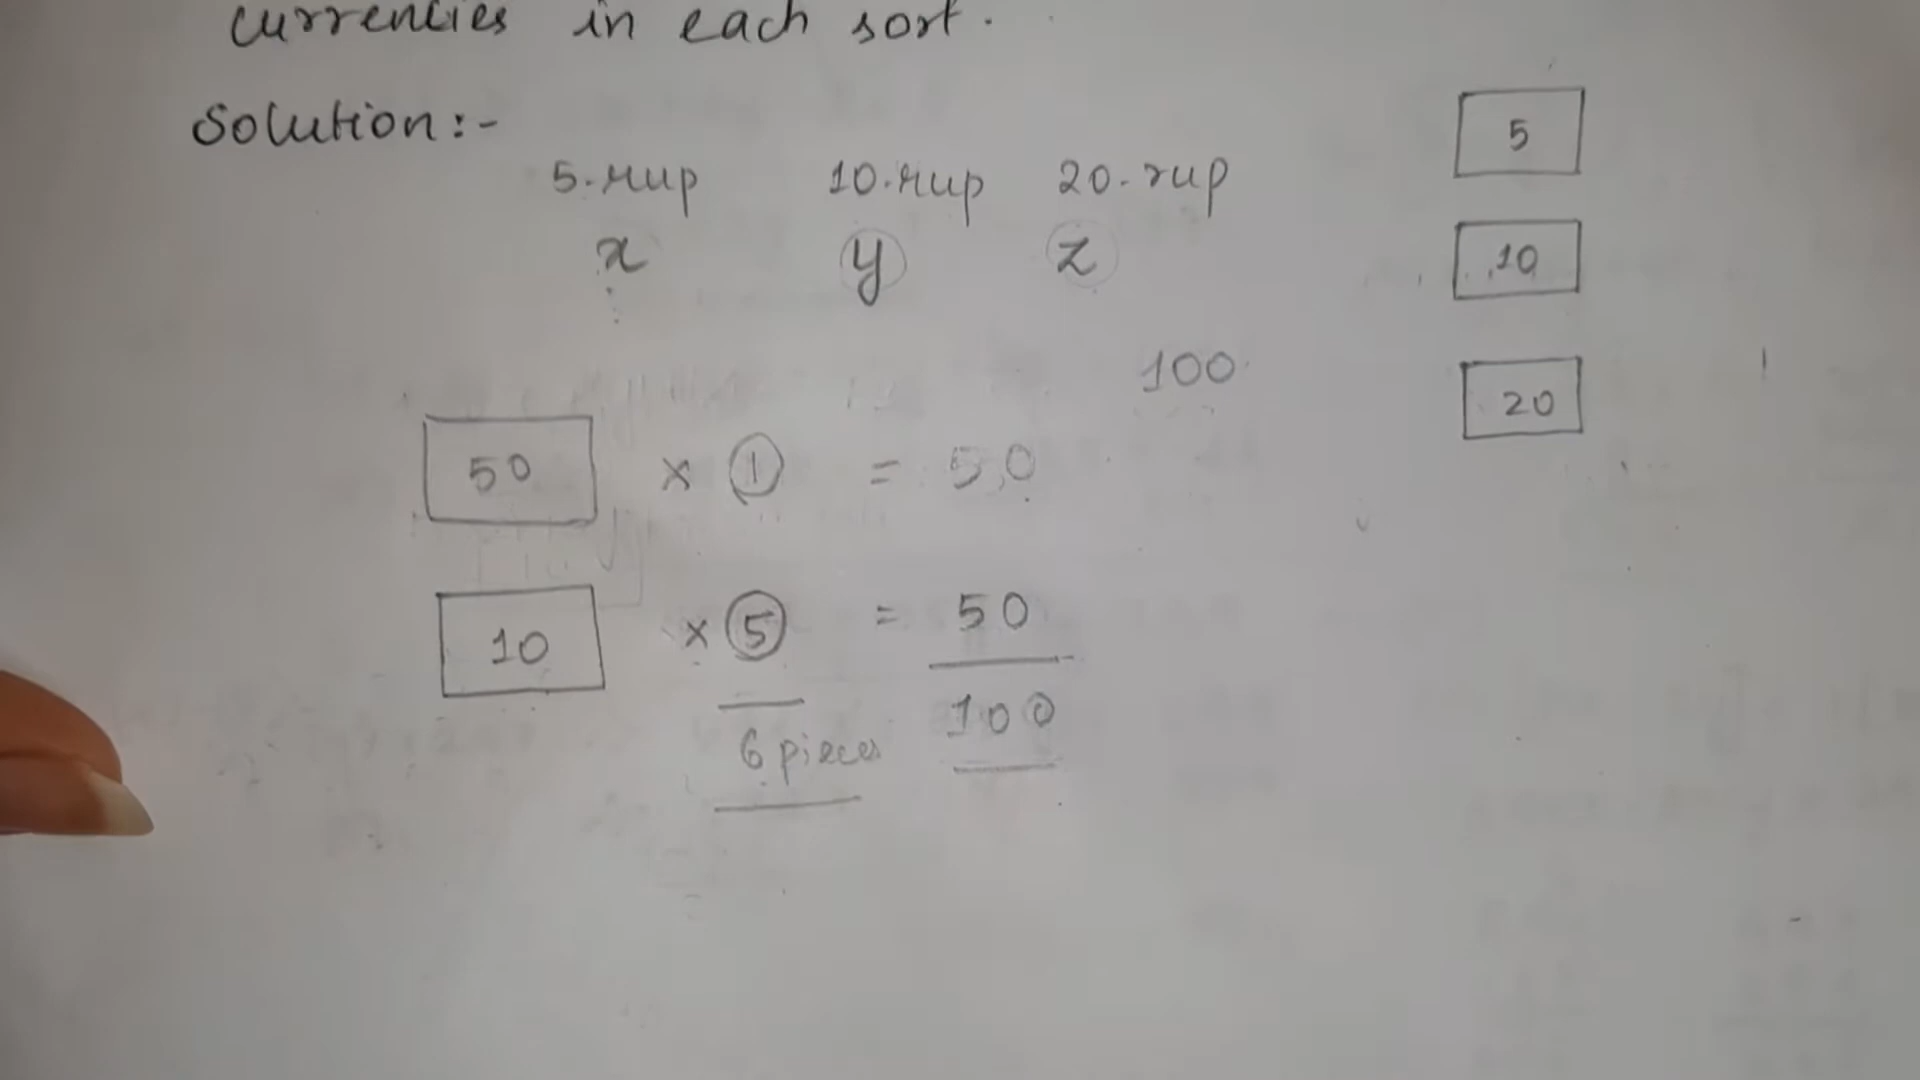 currencies in each sort.
Solution:-
5.rup 10.rup 20.rup
x y z
5
10
20
100
50 x 1 = 50
10 x 5 = 50
6 pieces 100